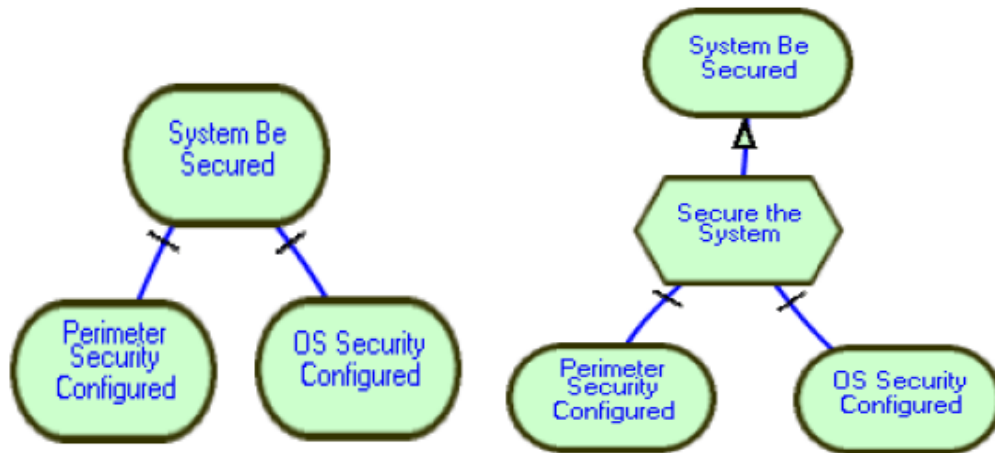 System Be
Secured
Perimeter
Security
Configured
OS Security
Configured
System Be
Secured
Secure the
System
Perimeter
Security
Configured
OS Security
Configured